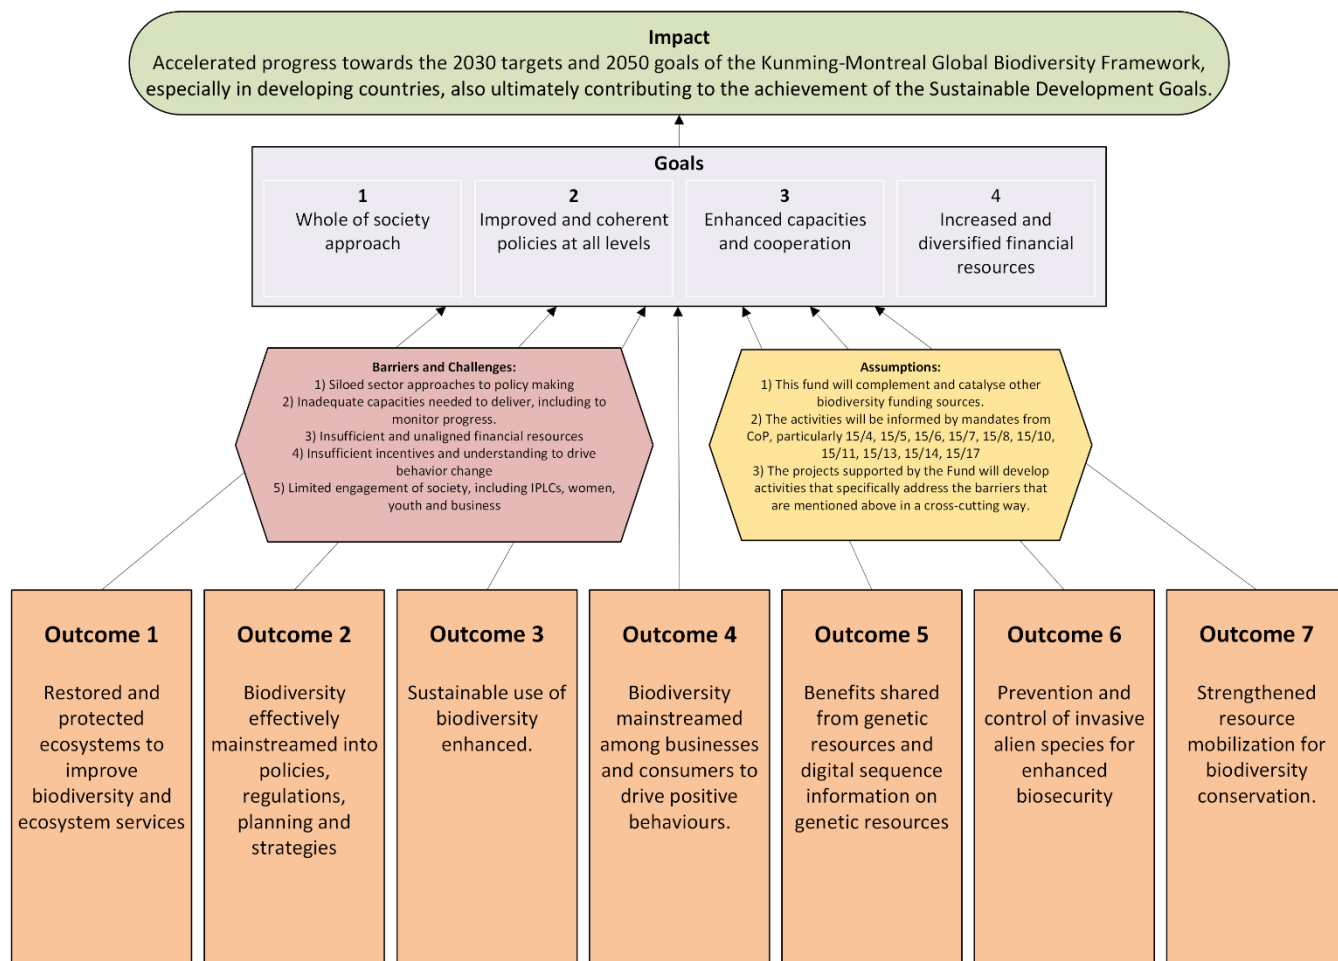 Impact
Accelerated progress towards the 2030 targets and 2050 goals of the Kunming-Montreal Global Biodiversity Framework,
especially in developing countries, also ultimately contributing to the achievement of the Sustainable Development Goals.
Goals
1
Whole of society
approach
2
Improved and coherent
policies at all levels
3
Enhanced capacities
and cooperation
4
Increased and
diversified financial
resources
Barriers and Challenges:
1) Siloed sector approaches to policy making
2) Inadequate capacities needed to deliver, including to
monitor progress.
3) Insufficient and unaligned financial resources
4) Insufficient incentives and understanding to drive
behavior change
5) Limited engagement of society, including IPLCs, women,
youth and business
Assumptions:
1) This fund will complement and catalyse other
biodiversity funding sources.
2) The activities will be informed by mandates from
CoP, particularly 15/4, 15/5, 15/6, 15/7, 15/8, 15/10,
15/11, 15/13, 15/14, 15/17
3) The projects supported by the Fund will develop
activities that specifically address the barriers that
are mentioned above in a cross-cutting way.
Outcome 1
Restored and
protected
ecosystems to
improve
biodiversity and
ecosystem services
Outcome 2
Biodiversity
effectively
mainstreamed into
policies,
regulations,
planning and
strategies
Outcome 3
Sustainable use of
biodiversity
enhanced.
Outcome 4
Biodiversity
mainstreamed
among businesses
and consumers to
drive positive
behaviours.
Outcome 5
Benefits shared
from genetic
resources and
digital sequence
information on
genetic resources
Outcome 6
Prevention and
control of invasive
alien species for
enhanced
biosecurity
Outcome 7
Strengthened
resource
mobilization for
biodiversity
conservation.